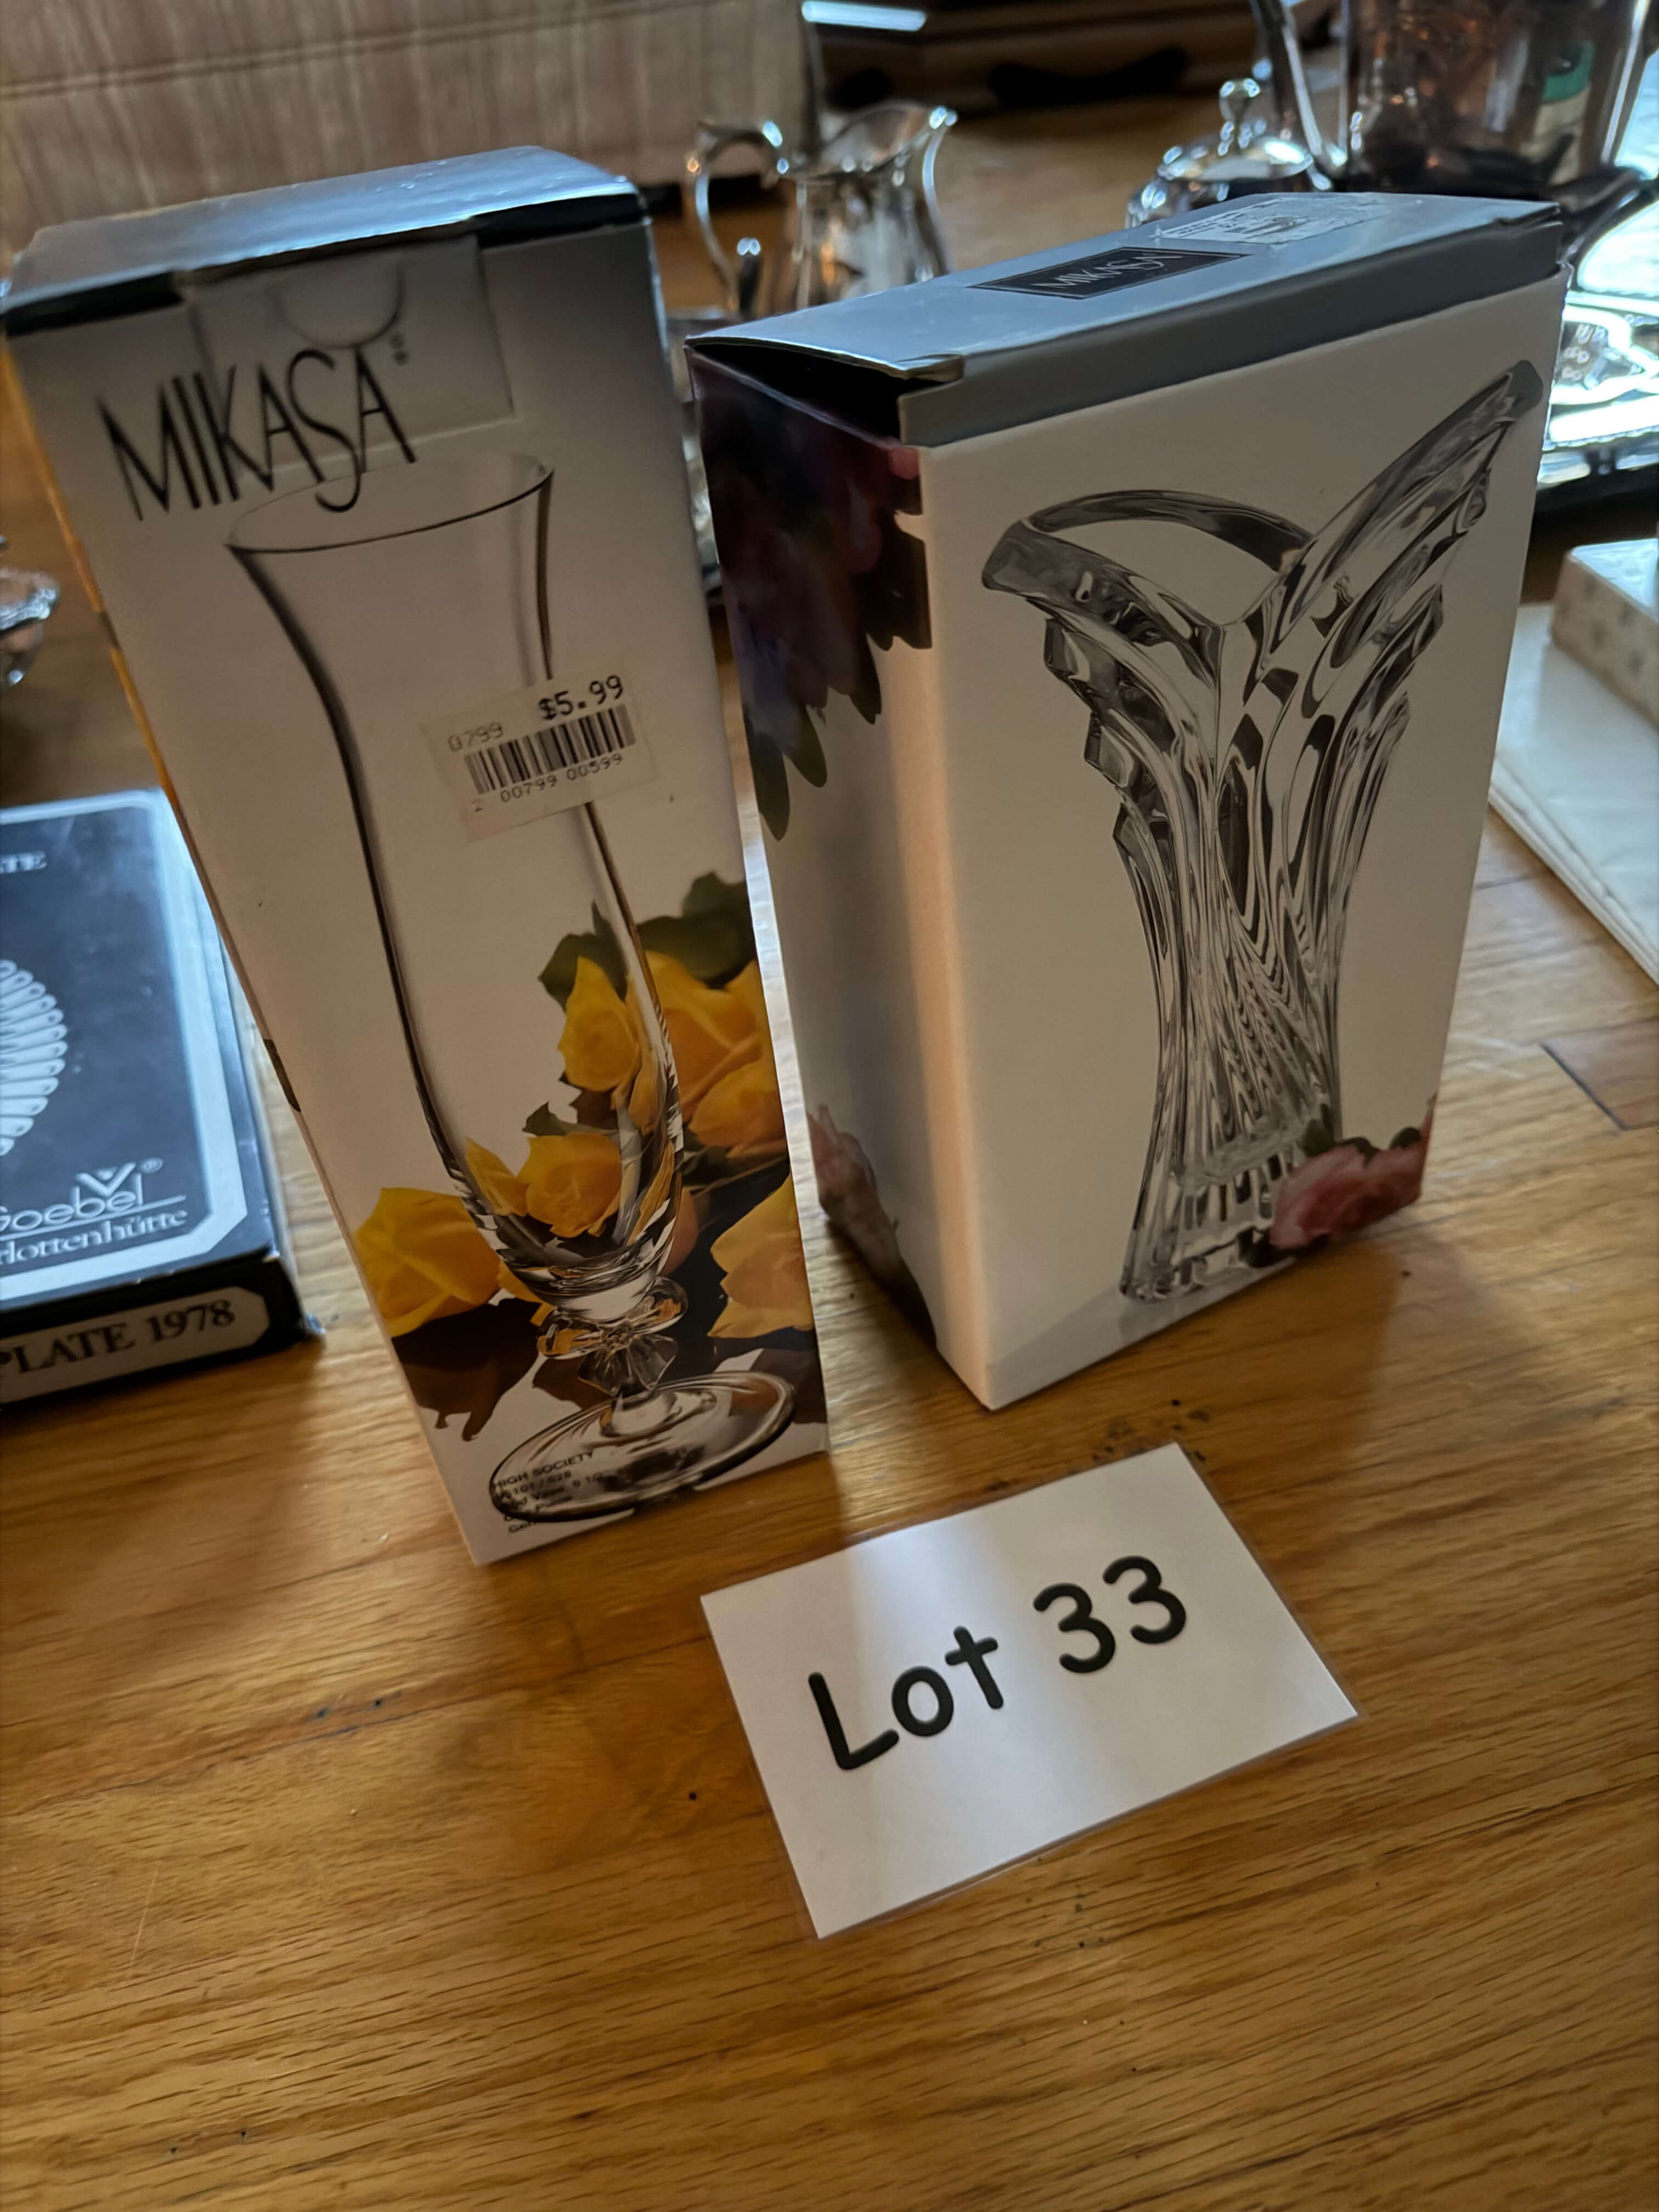 MIKASA
MIKASA
$5.99
0799
2 00799 00599
Goebel
PLATE 1978
HIGH SOCIETY
Lot 33